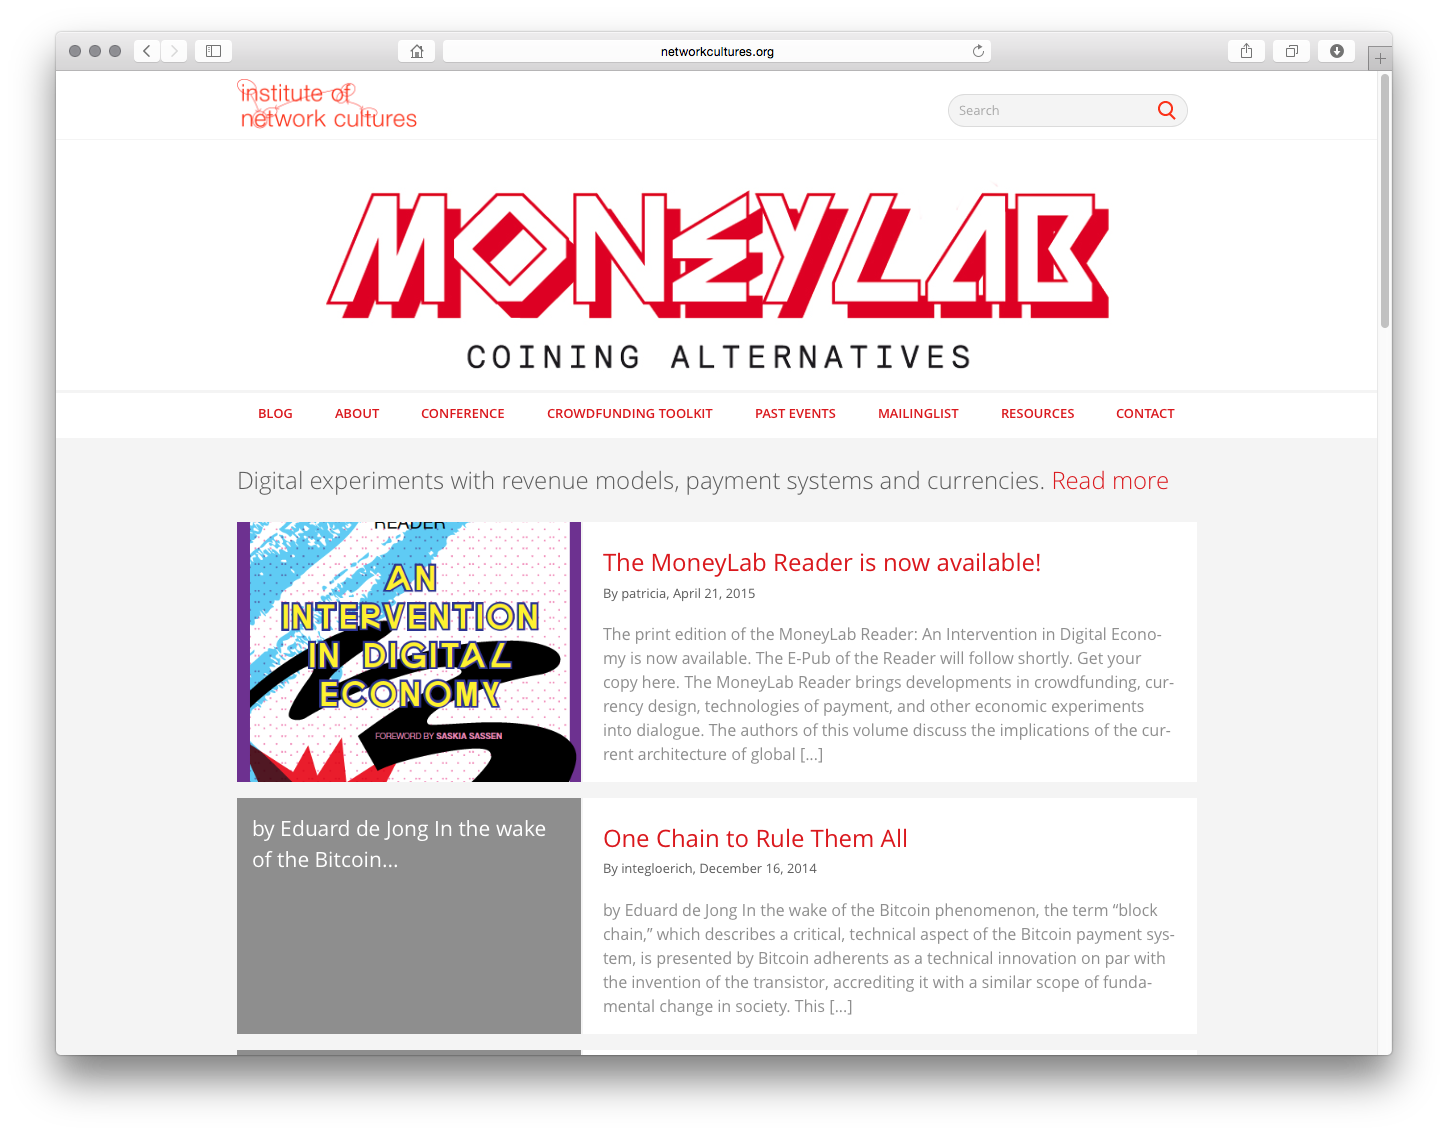 networkcultures.org
institute of
network cultures
Search
MONEYLAB
COINING ALTERNATIVES
BLOG ABOUT CONFERENCE CROWDFUNDING TOOLKIT PAST EVENTS MAILINGLIST RESOURCES CONTACT
Digital experiments with revenue models, payment systems and currencies. Read more
READER
AN
INTERVENTION
IN DIGITAL
ECONOMY
FOREWORD BY SASKIA SASSEN
The MoneyLab Reader is now available!
By patricia, April 21, 2015
The print edition of the MoneyLab Reader: An Intervention in Digital Econo-
my is now available. The E-Pub of the Reader will follow shortly. Get your
copy here. The MoneyLab Reader brings developments in crowdfunding, cur-
rency design, technologies of payment, and other economic experiments
into dialogue. The authors of this volume discuss the implications of the cur-
rent architecture of global [...]
by Eduard de Jong In the wake
of the Bitcoin...
One Chain to Rule Them All
By integloerich, December 16, 2014
by Eduard de Jong In the wake of the Bitcoin phenomenon, the term “block
chain,” which describes a critical, technical aspect of the Bitcoin payment sys-
tem, is presented by Bitcoin adherents as a technical innovation on par with
the invention of the transistor, accrediting it with a similar scope of funda-
mental change in society. This [...]